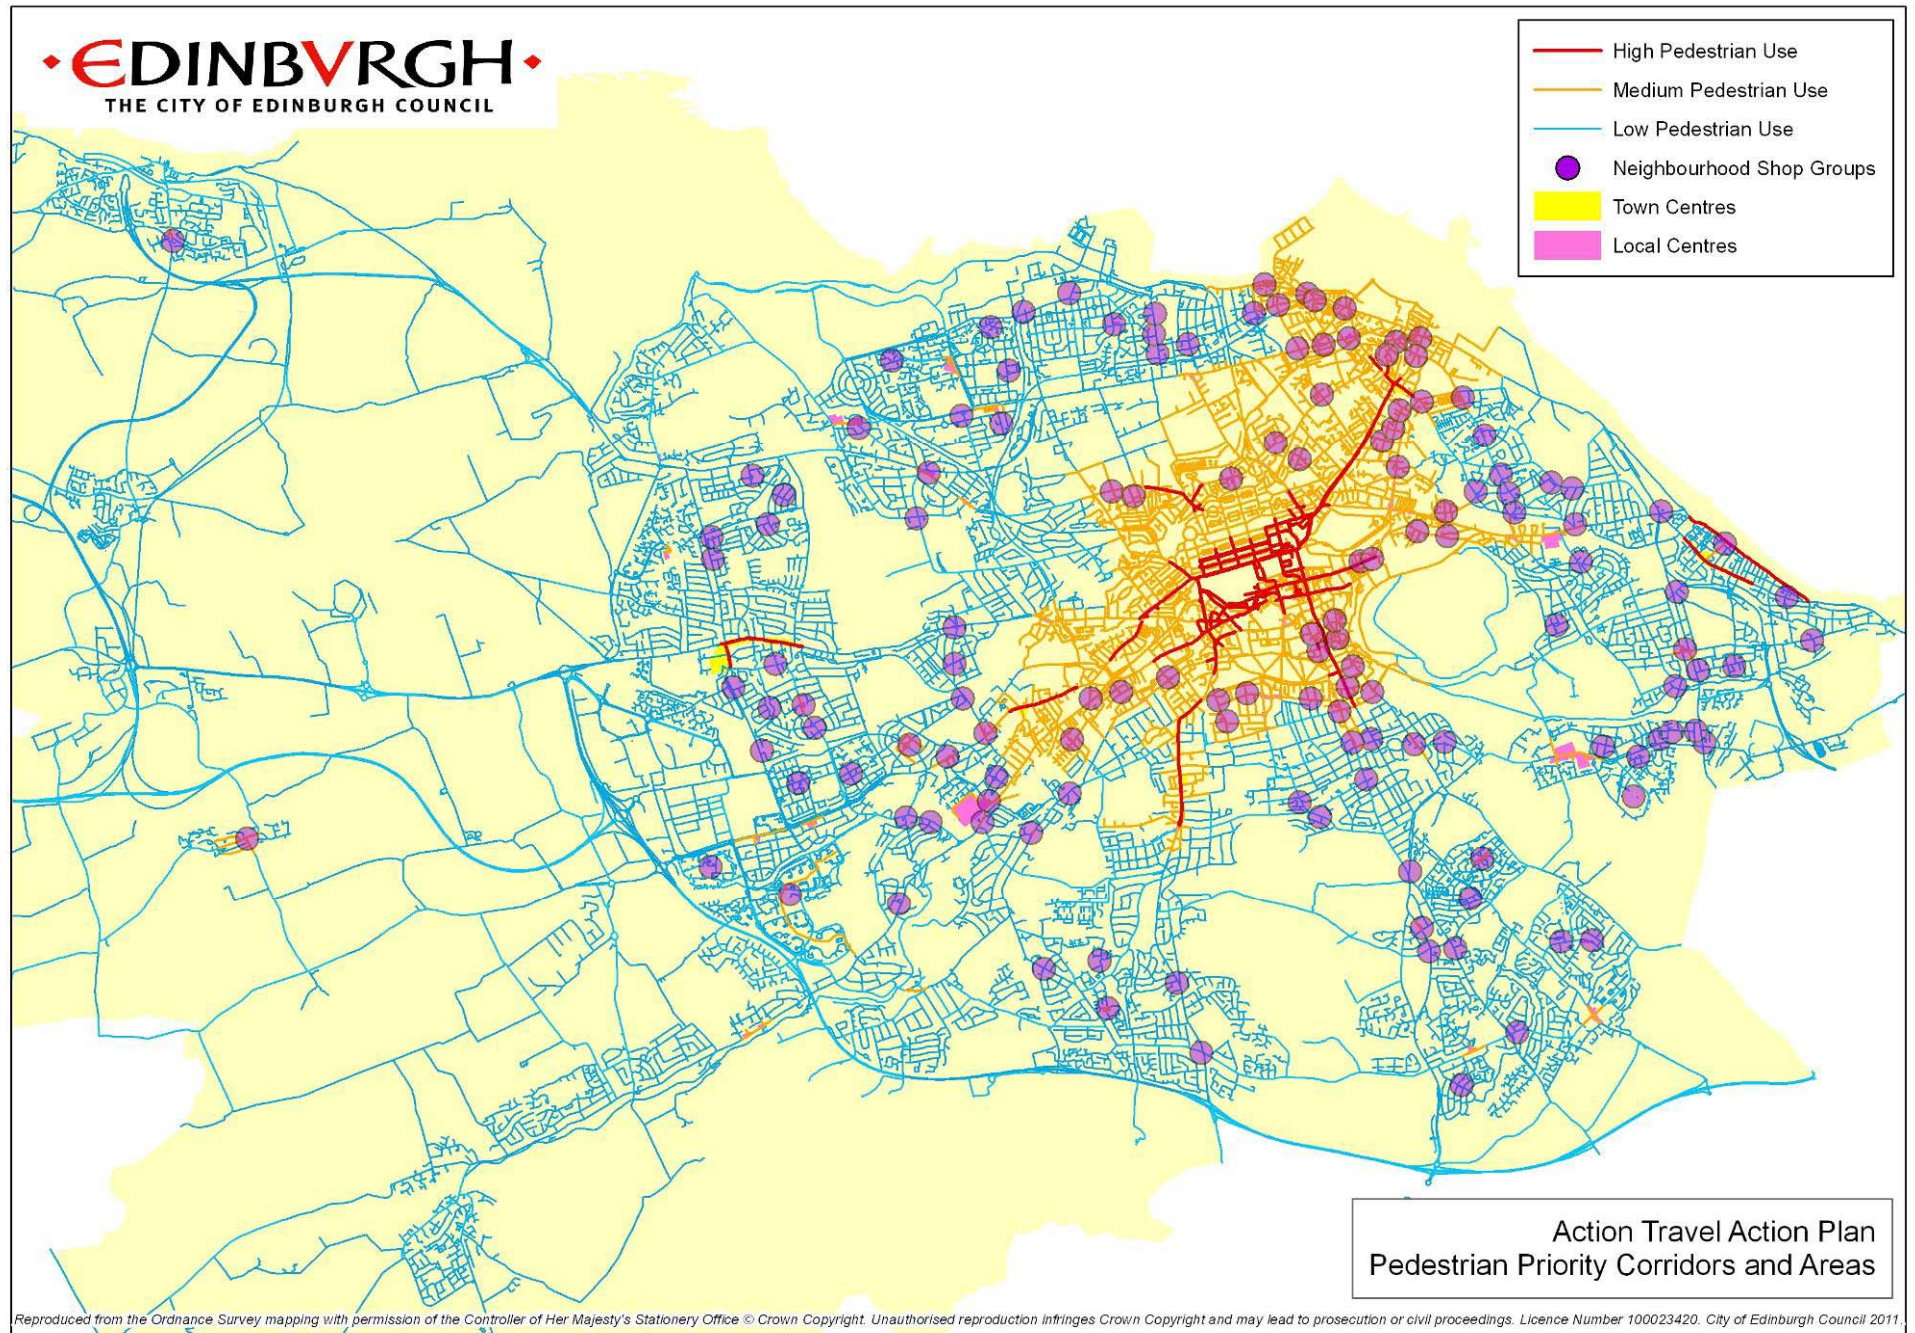 EDINBVRGH
THE CITY OF EDINBURGH COUNCIL
High Pedestrian Use
Medium Pedestrian Use
Low Pedestrian Use
Neighbourhood Shop Groups
Town Centres
Local Centres
Action Travel Action Plan
Pedestrian Priority Corridors and Areas
Reproduced from the Ordnance Survey mapping with permission of the Controller of Her Majesty's Stationery Office © Crown Copyright. Unauthorised reproduction infringes Crown Copyright and may lead to prosecution or civil proceedings. Licence Number 100023420. City of Edinburgh Council 2011.